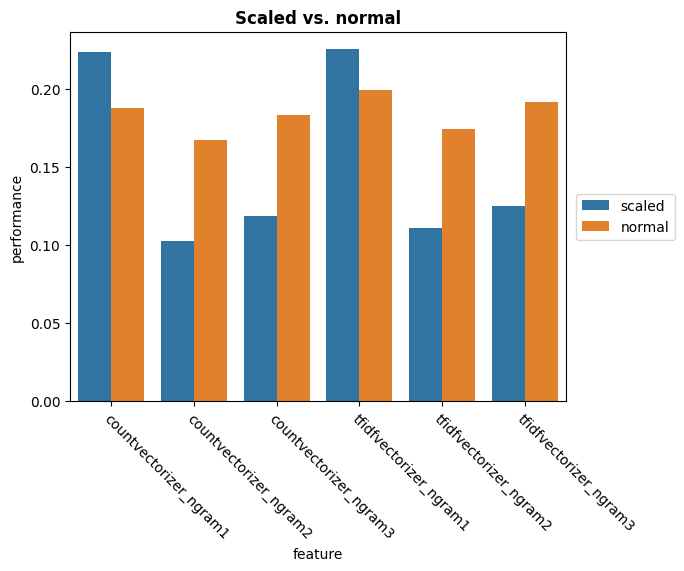 Scaled vs. normal
performance
0.20
0.15
0.10
0.05
0.00
scaled
normal
countvectorizer_ngram1
countvectorizer_ngram2
countvectorizer_ngram3
tfidfvectorizer_ngram1
tfidfvectorizer_ngram2
tfidfvectorizer_ngram3
feature